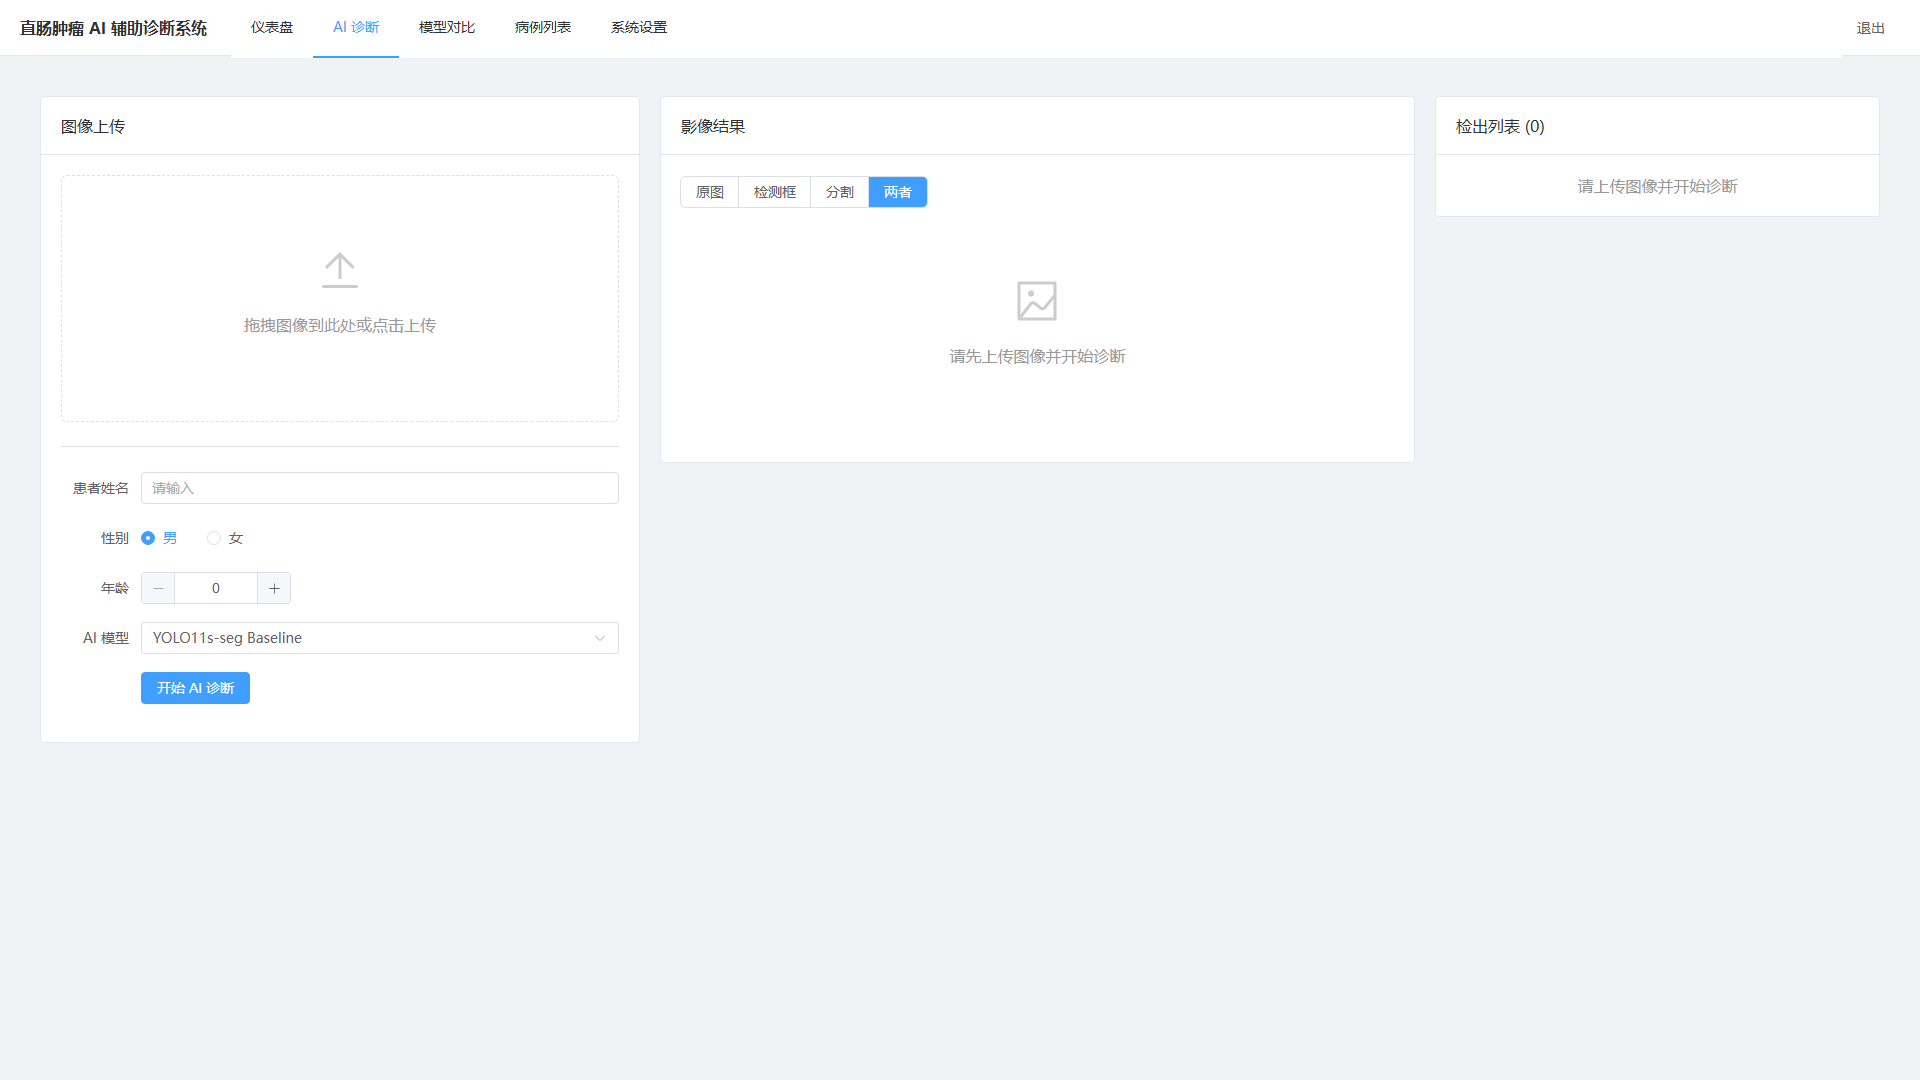 直肠肿瘤 AI 辅助诊断系统
仪表盘
AI 诊断
模型对比
病例列表
系统设置
退出
图像上传
拖拽图像到此处或点击上传
患者姓名
请输入
性别
男
女
年龄
0
AI 模型
YOLO11s-seg Baseline
开始 AI 诊断
影像结果
原图
检测框
分割
两者
请先上传图像并开始诊断
检出列表 (0)
请上传图像并开始诊断